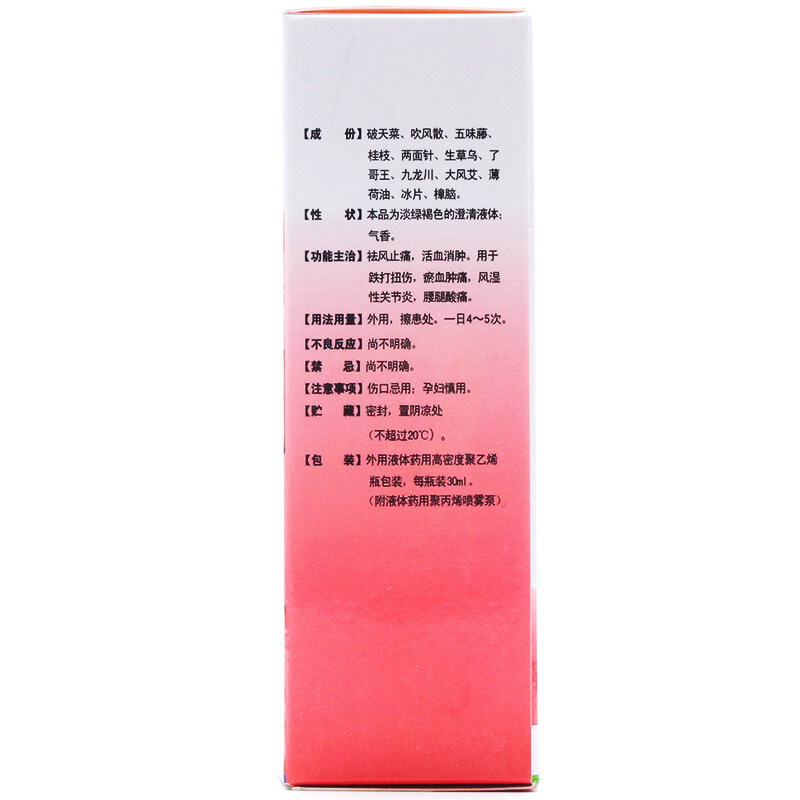 【成　份】破天菜、吹风散、五味藤、
桂枝、两面针、生草乌、了
哥王、九龙川、大风艾、薄
荷油、冰片、樟脑。
【性　状】本品为淡绿褐色的澄清液体；
气香。
【功能主治】祛风止痛，活血消肿。用于
跌打扭伤，瘀血肿痛，风湿
性关节炎，腰腿酸痛。
【用法用量】外用，擦患处。一日4～5次。
【不良反应】尚不明确。
【禁　忌】尚不明确。
【注意事项】伤口忌用；孕妇慎用。
【贮　藏】密封，置阴凉处
（不超过20℃）。
【包　装】外用液体药用高密度聚乙烯
瓶包装，每瓶装30ml。
（附液体药用聚丙烯喷雾泵）